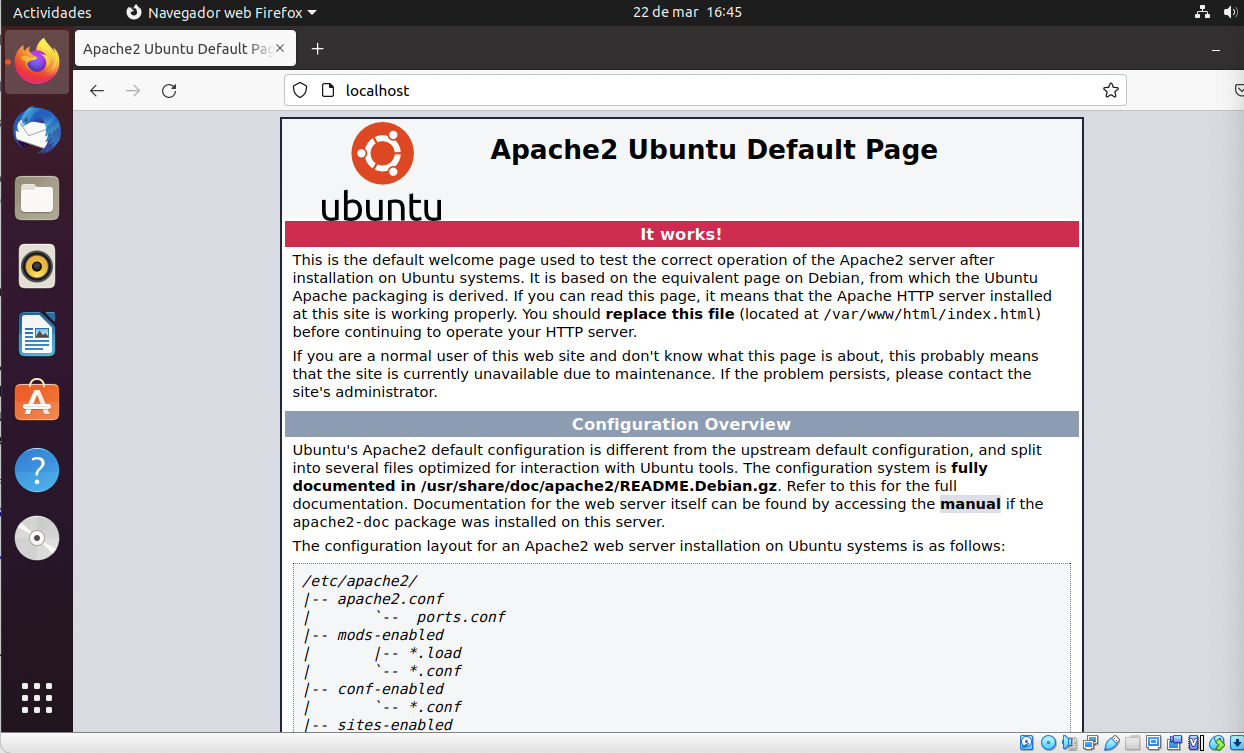 Actividades Navegador web Firefox 22 de mar 16:45
Apache2 Ubuntu Default Pag
localhost
ubuntu
Apache2 Ubuntu Default Page
It works!
This is the default welcome page used to test the correct operation of the Apache2 server after
installation on Ubuntu systems. It is based on the equivalent page on Debian, from which the Ubuntu
Apache packaging is derived. If you can read this page, it means that the Apache HTTP server installed
at this site is working properly. You should replace this file (located at /var/www/html/index.html)
before continuing to operate your HTTP server.
If you are a normal user of this web site and don't know what this page is about, this probably means
that the site is currently unavailable due to maintenance. If the problem persists, please contact the
site's administrator.
Configuration Overview
Ubuntu's Apache2 default configuration is different from the upstream default configuration, and split
into several files optimized for interaction with Ubuntu tools. The configuration system is fully
documented in /usr/share/doc/apache2/README.Debian.gz. Refer to this for the full
documentation. Documentation for the web server itself can be found by accessing the manual if the
apache2-doc package was installed on this server.
The configuration layout for an Apache2 web server installation on Ubuntu systems is as follows:
/etc/apache2/
|-- apache2.conf
|       `--  ports.conf
|-- mods-enabled
|       |-- *.load
|       `-- *.conf
|-- conf-enabled
|       `-- *.conf
|-- sites-enabled